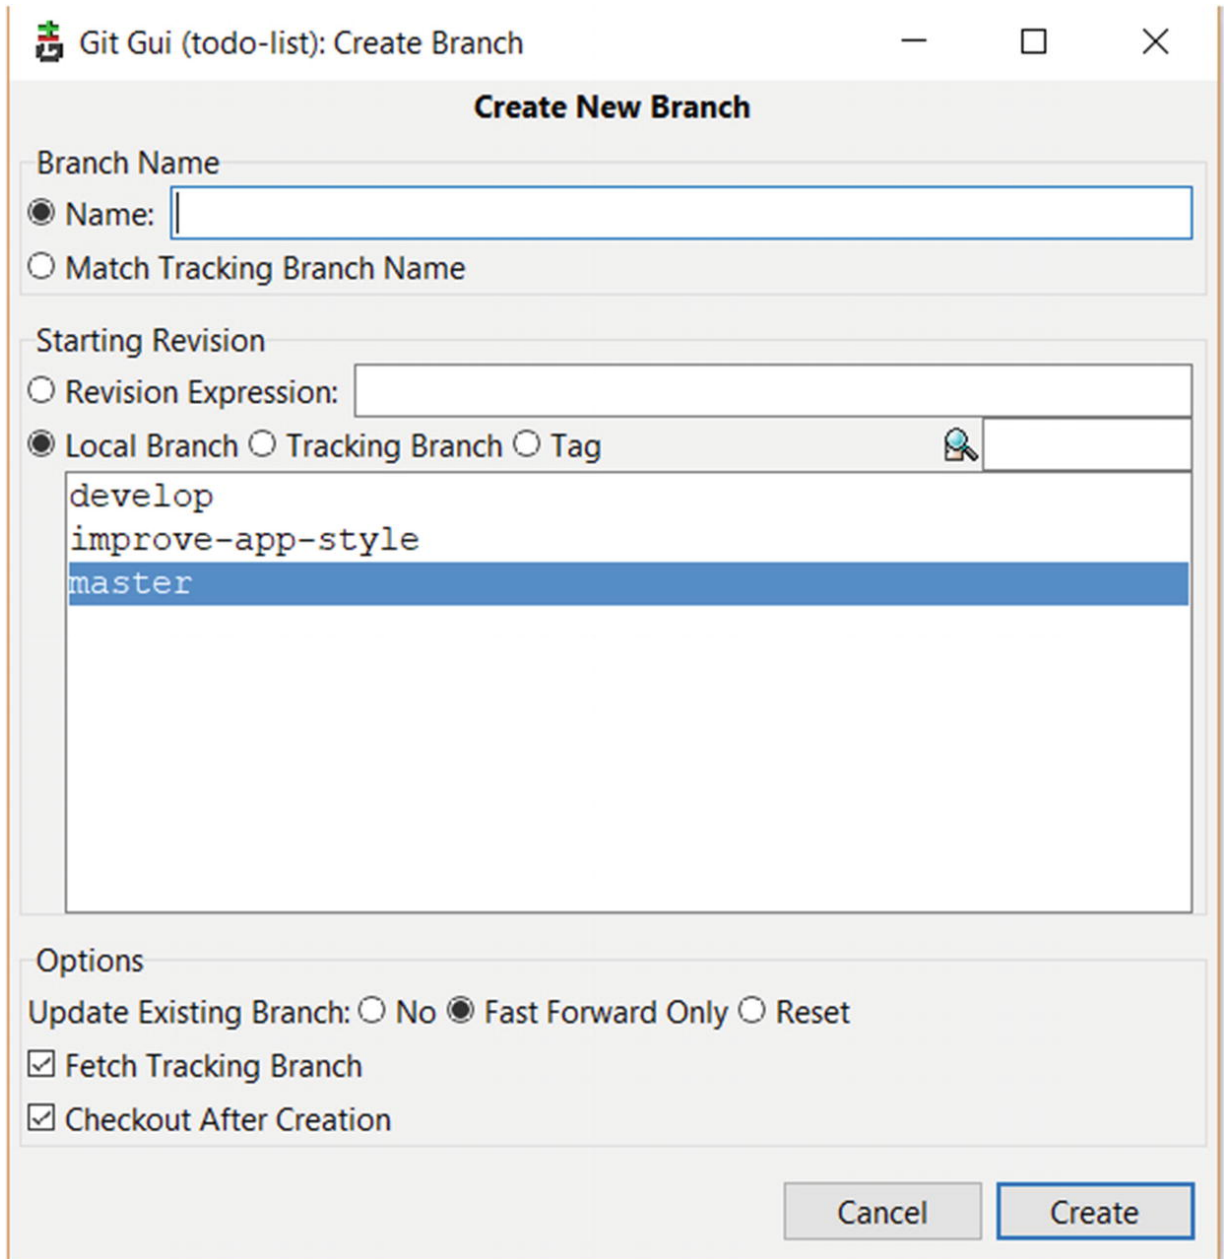 Git Gui (todo-list): Create Branch
Create New Branch
Branch Name
Name:
Match Tracking Branch Name
Starting Revision
Revision Expression:
Local Branch Tracking Branch Tag
develop
improve-app-style
master
Options
Update Existing Branch: No Fast Forward Only Reset
Fetch Tracking Branch
Checkout After Creation
Cancel Create